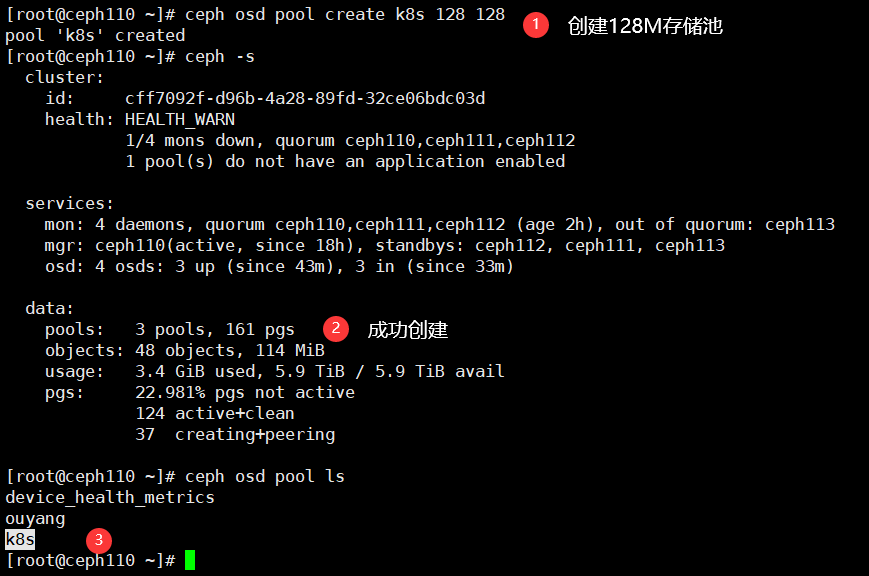 [root@ceph110 ~]# ceph osd pool create k8s 128 128 1 创建128M存储池
pool 'k8s' created
[root@ceph110 ~]# ceph -s
  cluster:
    id:     cff7092f-d96b-4a28-89fd-32ce06bdc03d
    health: HEALTH_WARN
            1/4 mons down, quorum ceph110,ceph111,ceph112
            1 pool(s) do not have an application enabled

  services:
    mon: 4 daemons, quorum ceph110,ceph111,ceph112 (age 2h), out of quorum: ceph113
    mgr: ceph110(active, since 18h), standbys: ceph112, ceph111, ceph113
    osd: 4 osds: 3 up (since 43m), 3 in (since 33m)

  data:
    pools:   3 pools, 161 pgs 2 成功创建
    objects: 48 objects, 114 MiB
    usage:   3.4 GiB used, 5.9 TiB / 5.9 TiB avail
    pgs:     22.981% pgs not active
             124 active+clean
             37  creating+peering

[root@ceph110 ~]# ceph osd pool ls
device_health_metrics
ouyang
k8s 3
[root@ceph110 ~]#